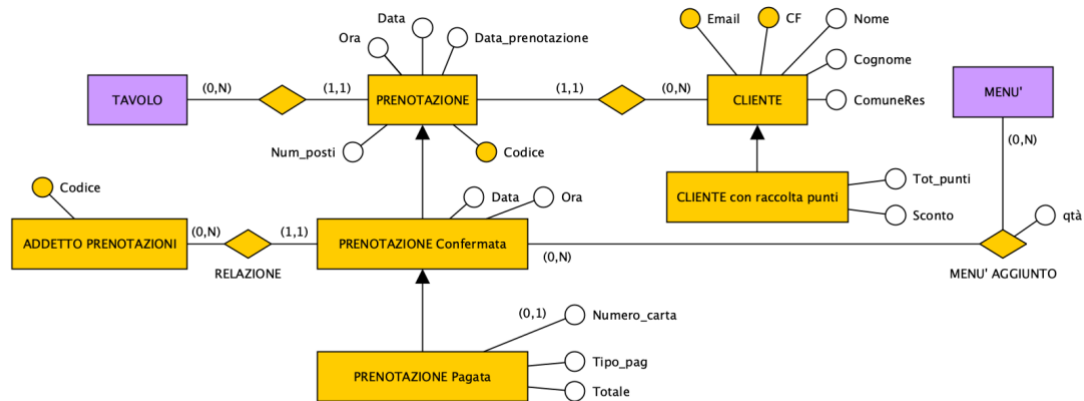 Data
Email
CF
Nome
Ora
Data_prenotazione
Cognome
TAVOLO
(0,N)
(1,1)
PRENOTAZIONE
(1,1)
(0,N)
CLIENTE
ComuneRes
MENU'
Num_posti
Codice
(0,N)
Codice
Tot_punti
CLIENTE con raccolta punti
Data
Ora
Sconto
qtà
ADDETTO PRENOTAZIONI
(0,N)
(1,1)
PRENOTAZIONE Confermata
(0,N)
RELAZIONE
MENU' AGGIUNTO
(0,1)
Numero_carta
Tipo_pag
PRENOTAZIONE Pagata
Totale